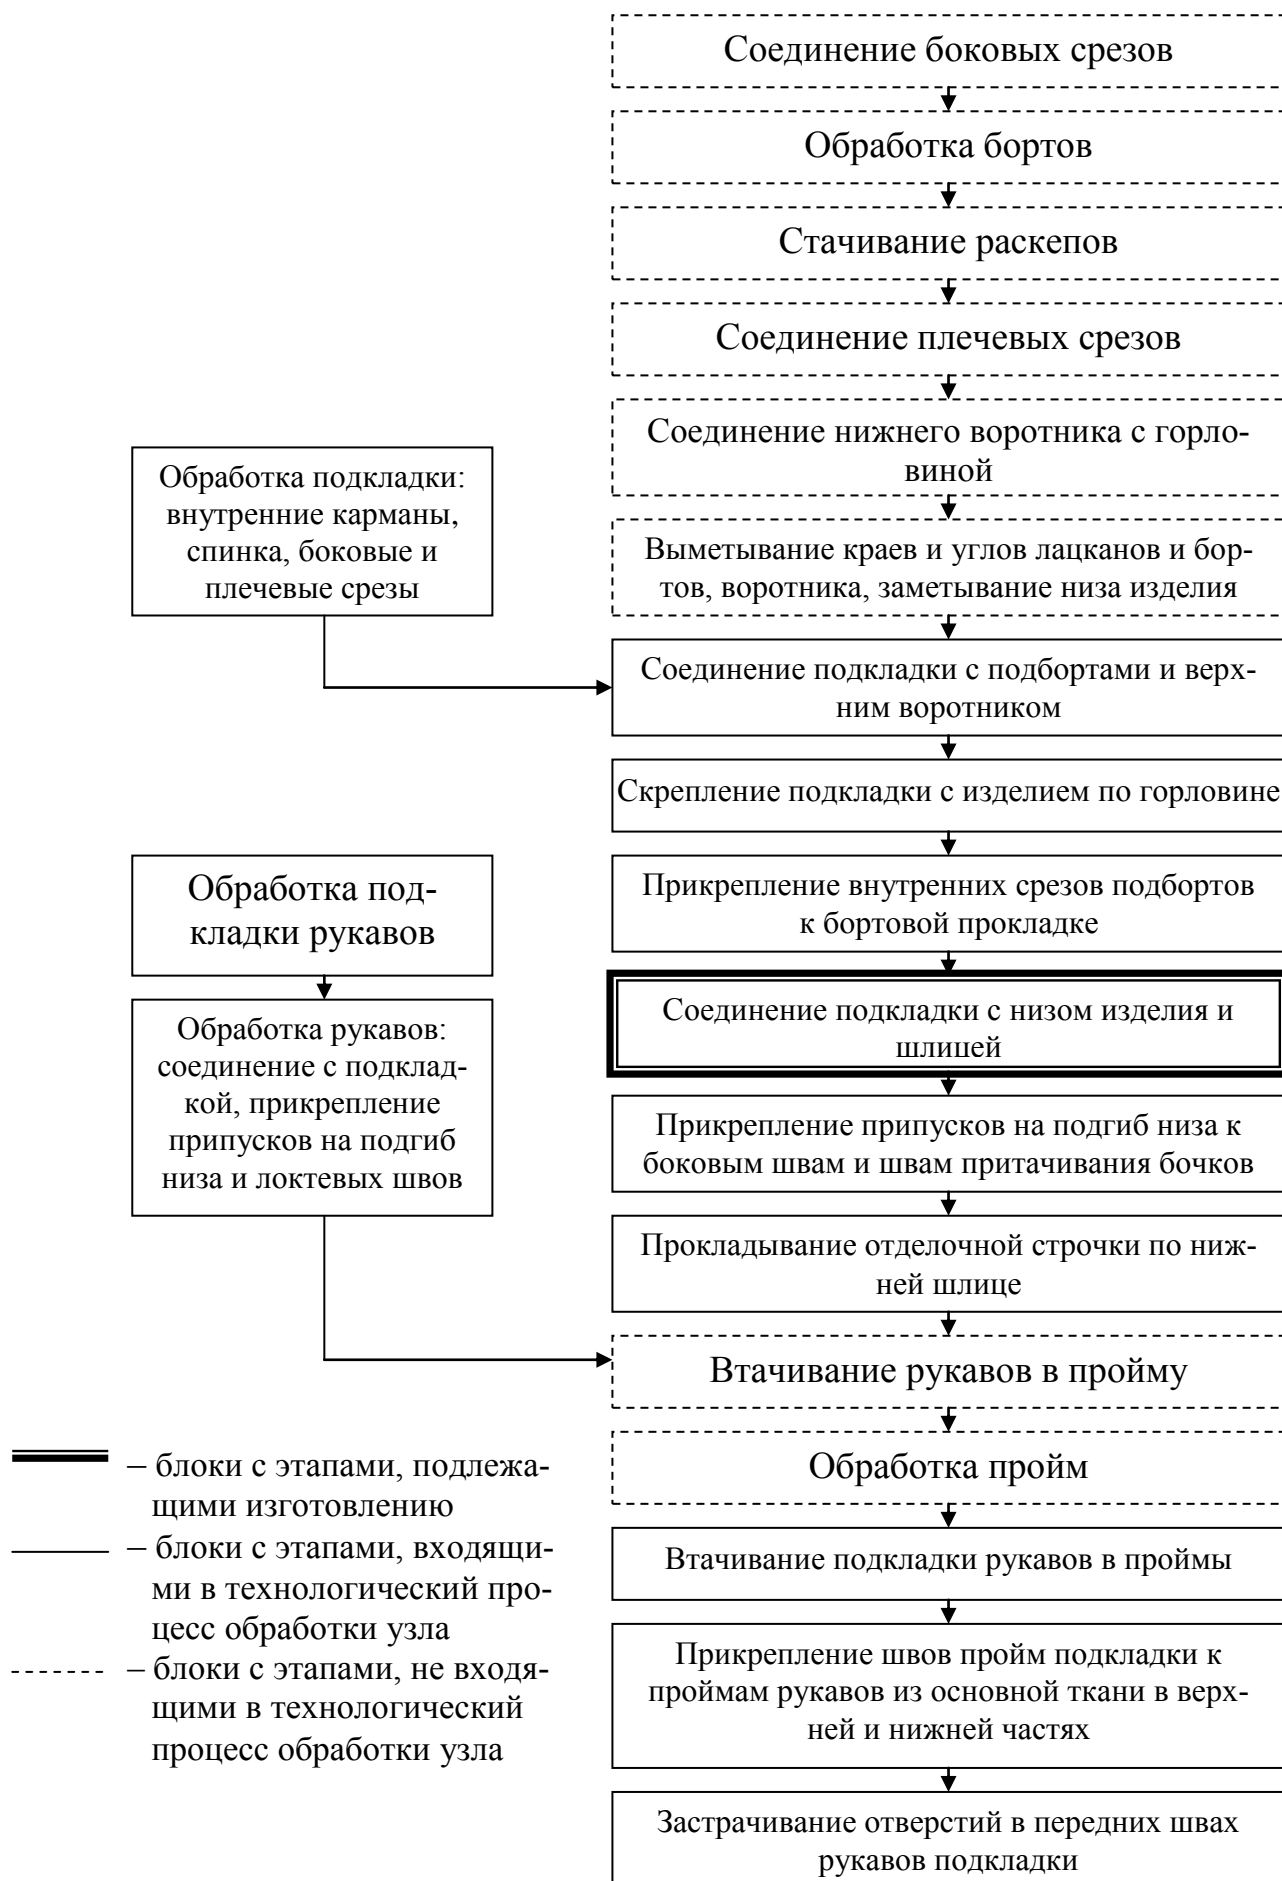 Соединение боковых срезов
Обработка бортов
Стачивание раскепов
Соединение плечевых срезов
Соединение нижнего воротника с горло-
виной
Обработка подкладки:
внутренние карманы,
спинка, боковые и
плечевые срезы
Выметывание краев и углов лацканов и бор-
тов, воротника, заметывание низа изделия
Соединение подкладки с подбортами и верх-
ним воротником
Скрепление подкладки с изделием по горловине
Прикрепление внутренних срезов подбортов
к бортовой прокладке
Обработка под-
кладки рукавов
Соединение подкладки с низом изделия и
шлицей
Обработка рукавов:
соединение с подклад-
кой, прикрепление
припусков на подгиб
низа и локтевых швов
Прикрепление припусков на подгиб низа к
боковым швам и швам притачивания бочков
Прокладывание отделочной строчки по ниж-
ней шлице
Втачивание рукавов в пройму
Обработка пройм
Втачивание подкладки рукавов в проймы
Прикрепление швов пройм подкладки к
проймам рукавов из основной ткани в верх-
ней и нижней частях
Застрачивание отверстий в передних швах
рукавов подкладки
– блоки с этапами, подлежа-
щими изготовлению
– блоки с этапами, входящи-
ми в технологический про-
цесс обработки узла
– блоки с этапами, не входя-
щими в технологический
процесс обработки узла